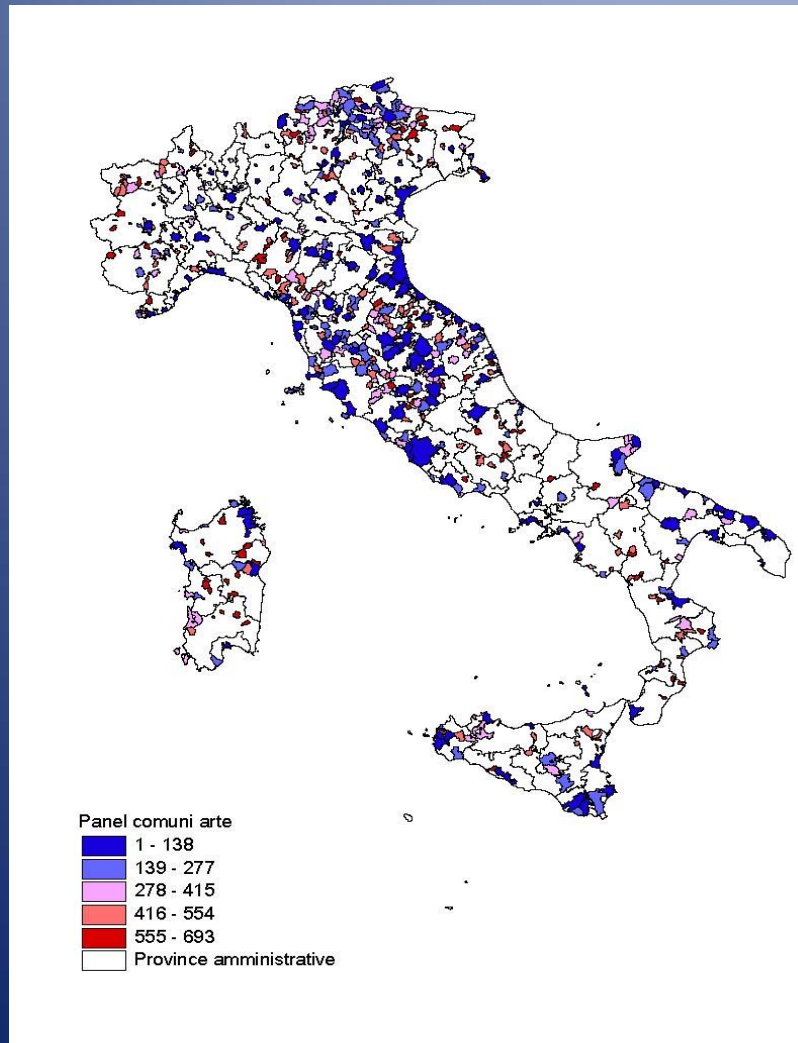 Panel comuni arte
1 - 138
139 - 277
278 - 415
416 - 554
555 - 693
Province amministrative